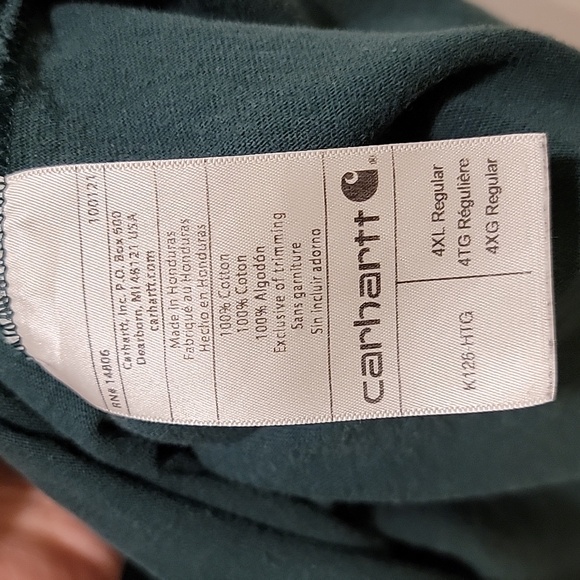 carhartt
®
4XL Regular
4TG Régulière
4XG Regular
K126 HTG
100% Cotton
100% Coton
100% Algodón
Exclusive of trimming
Sans garniture
Sin incluir adorno
Made in Honduras
Fabriqué au Honduras
Hecho en Honduras
Carhartt, Inc. P.O. Box 600
Dearborn, MI 48121 USA
carhartt.com
RN# 14806